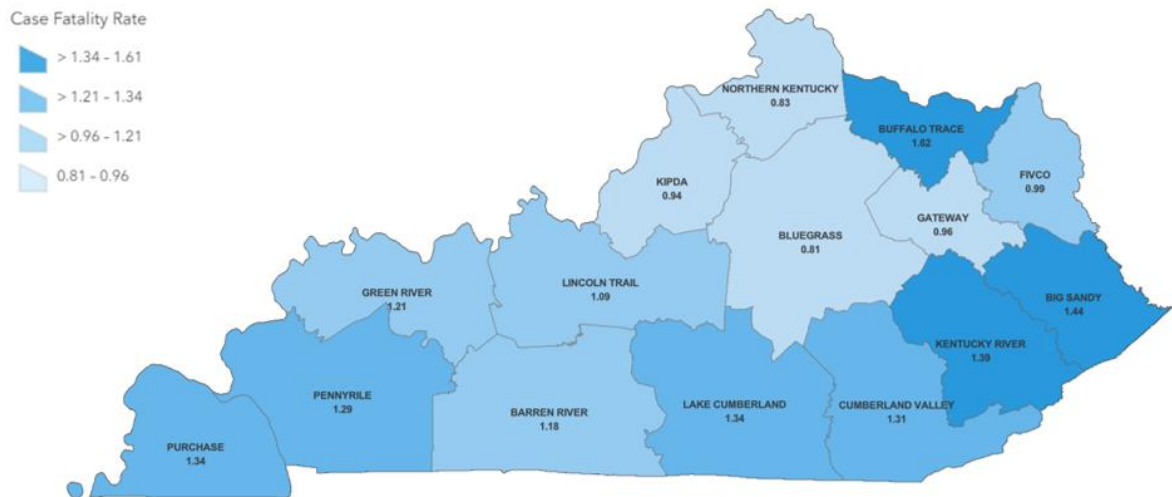 Case Fatality Rate
> 1.34 - 1.61
> 1.21 - 1.34
> 0.96 - 1.21
0.81 - 0.96
NORTHERN KENTUCKY
0.83
BUFFALO TRACE
FIVCO
0.99
KIPDA
0.94
GATEWAY
0.96
BLUEGRASS
0.81
LINCOLN TRAIL
1.09
GREEN RIVER
1.21
BIG SANDY
1.44
KENTUCKY RIVER
1.39
PENNYRILE
1.29
BARREN RIVER
1.18
LAKE CUMBERLAND
1.34
CUMBERLAND VALLEY
1.31
PURCHASE
1.34